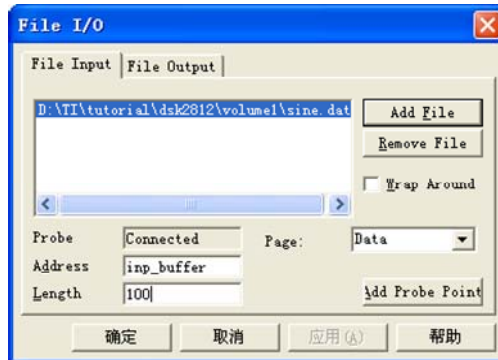 File I/O
File Input File Output
D:\TI\tutorial\dsk2812\volume1\sine.dat
Add File
Remove File
Wrap Around
Probe Connected Page: Data
Address inp_buffer
Length 100 Add Probe Point
确定 取消 应用(A) 帮助